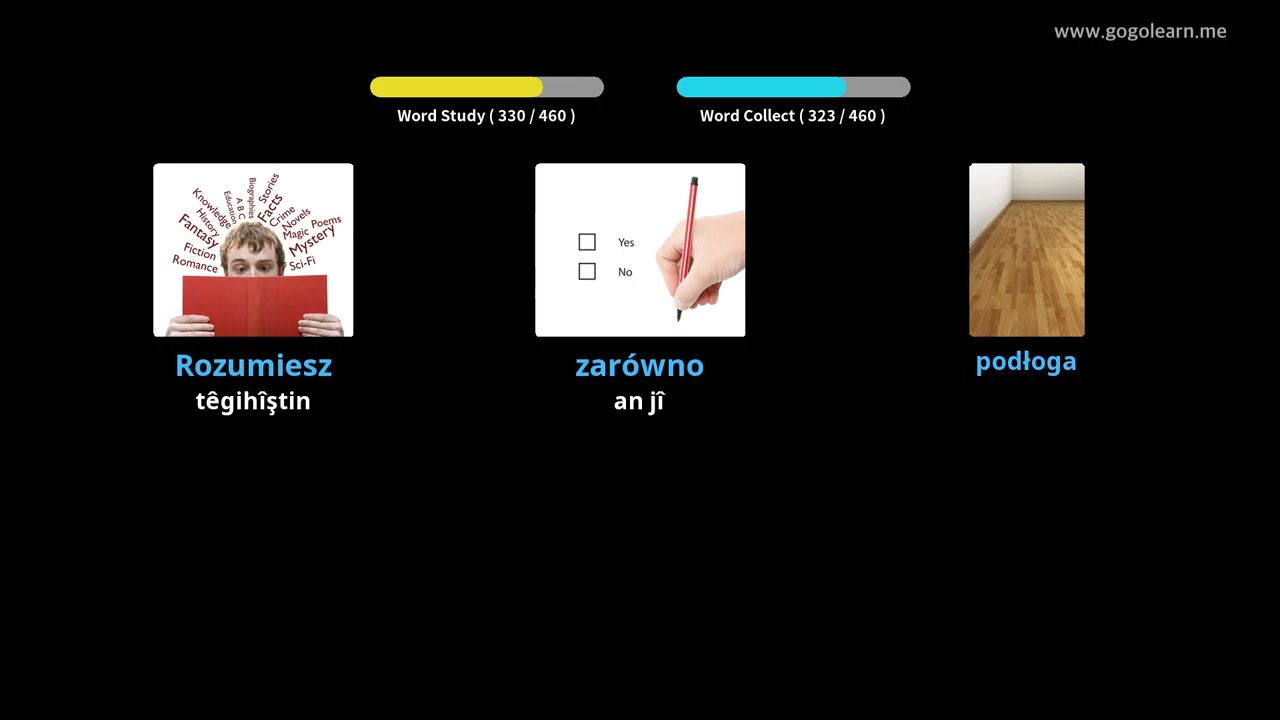 www.gogolearn.me
Word Study ( 330 / 460 )
Word Collect ( 323 / 460 )
Stories
Biographies
A B C
Education
Knowledge
History
Fantasy
Fiction
Romance
Facts
Crime
Novels
Magic
Poems
Mystery
Sci-Fi
Yes
No
Rozumiesz
têgihîştin
zarówno
an jî
podłoga